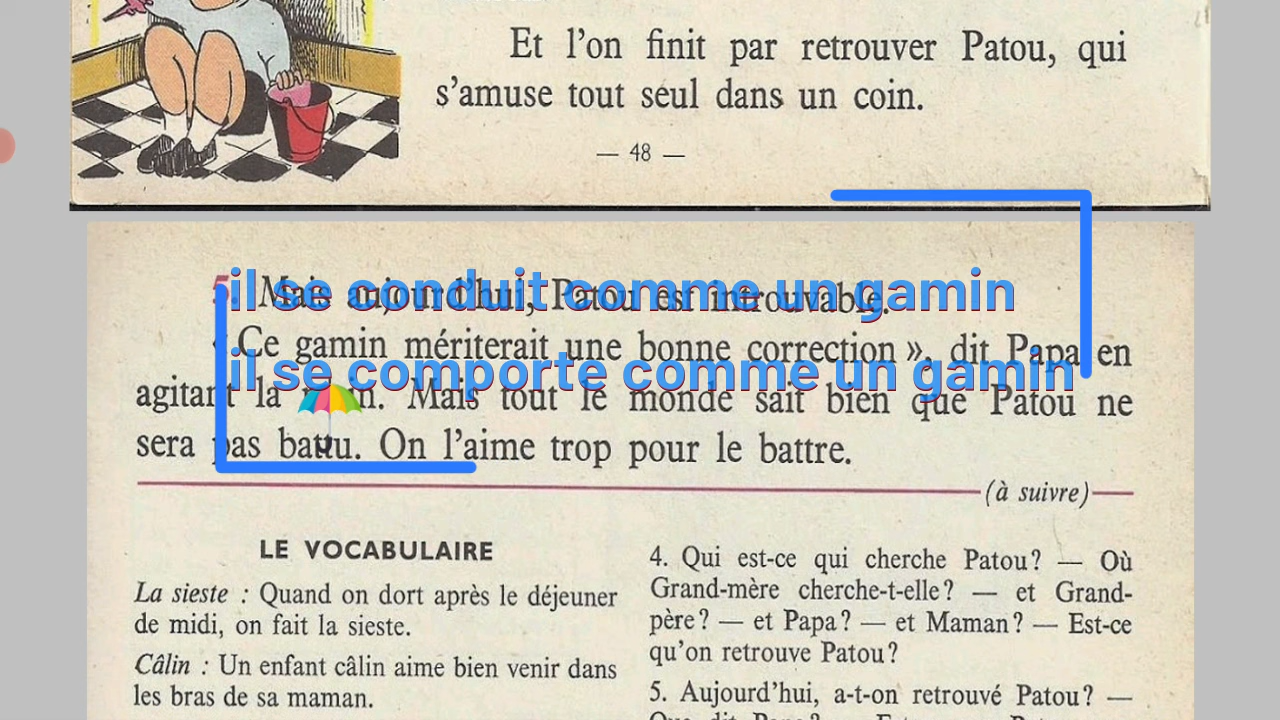 Et l'on finit par retrouver Patou, qui
s'amuse tout seul dans un coin.
— 48 —
5. Mais aujourd'hui, Patou est introuvable.
il se conduit comme un gamin
« Ce gamin mériterait une bonne correction », dit Papa en
il se comporte comme un gamin
agitant la main. Mais tout le monde sait bien que Patou ne
sera pas battu. On l'aime trop pour le battre.
(à suivre)
LE VOCABULAIRE
La sieste : Quand on dort après le déjeuner
de midi, on fait la sieste.
Câlin : Un enfant câlin aime bien venir dans
les bras de sa maman.
4. Qui est-ce qui cherche Patou? — Où
Grand-mère cherche-t-elle? — et Grand-
père? — et Papa? — et Maman? — Est-ce
qu'on retrouve Patou?
5. Aujourd'hui, a-t-on retrouvé Patou? —